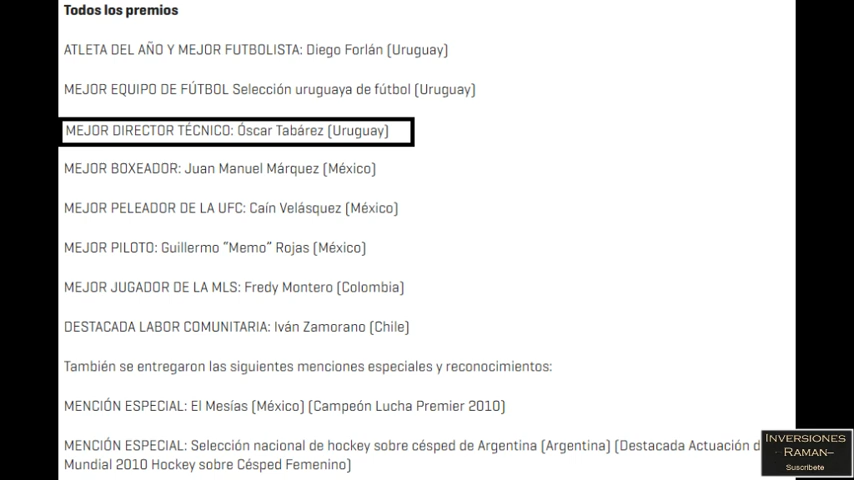 Todos los premios
ATLETA DEL AÑO Y MEJOR FUTBOLISTA: Diego Forlán (Uruguay)
MEJOR EQUIPO DE FÚTBOL Selección uruguaya de fútbol (Uruguay)
MEJOR DIRECTOR TÉCNICO: Óscar Tabárez (Uruguay)
MEJOR BOXEADOR: Juan Manuel Márquez (México)
MEJOR PELEADOR DE LA UFC: Caín Velásquez (México)
MEJOR PILOTO: Guillermo “Memo” Rojas (México)
MEJOR JUGADOR DE LA MLS: Fredy Montero (Colombia)
DESTACADA LABOR COMUNITARIA: Iván Zamorano (Chile)
También se entregaron las siguientes menciones especiales y reconocimientos:
MENCIÓN ESPECIAL: El Mesías (México) (Campeón Lucha Premier 2010)
MENCIÓN ESPECIAL: Selección nacional de hockey sobre césped de Argentina (Argentina) (Destacada Actuación
Mundial 2010 Hockey sobre Césped Femenino)
INVERSIONES
-RAMAN-
Suscribete